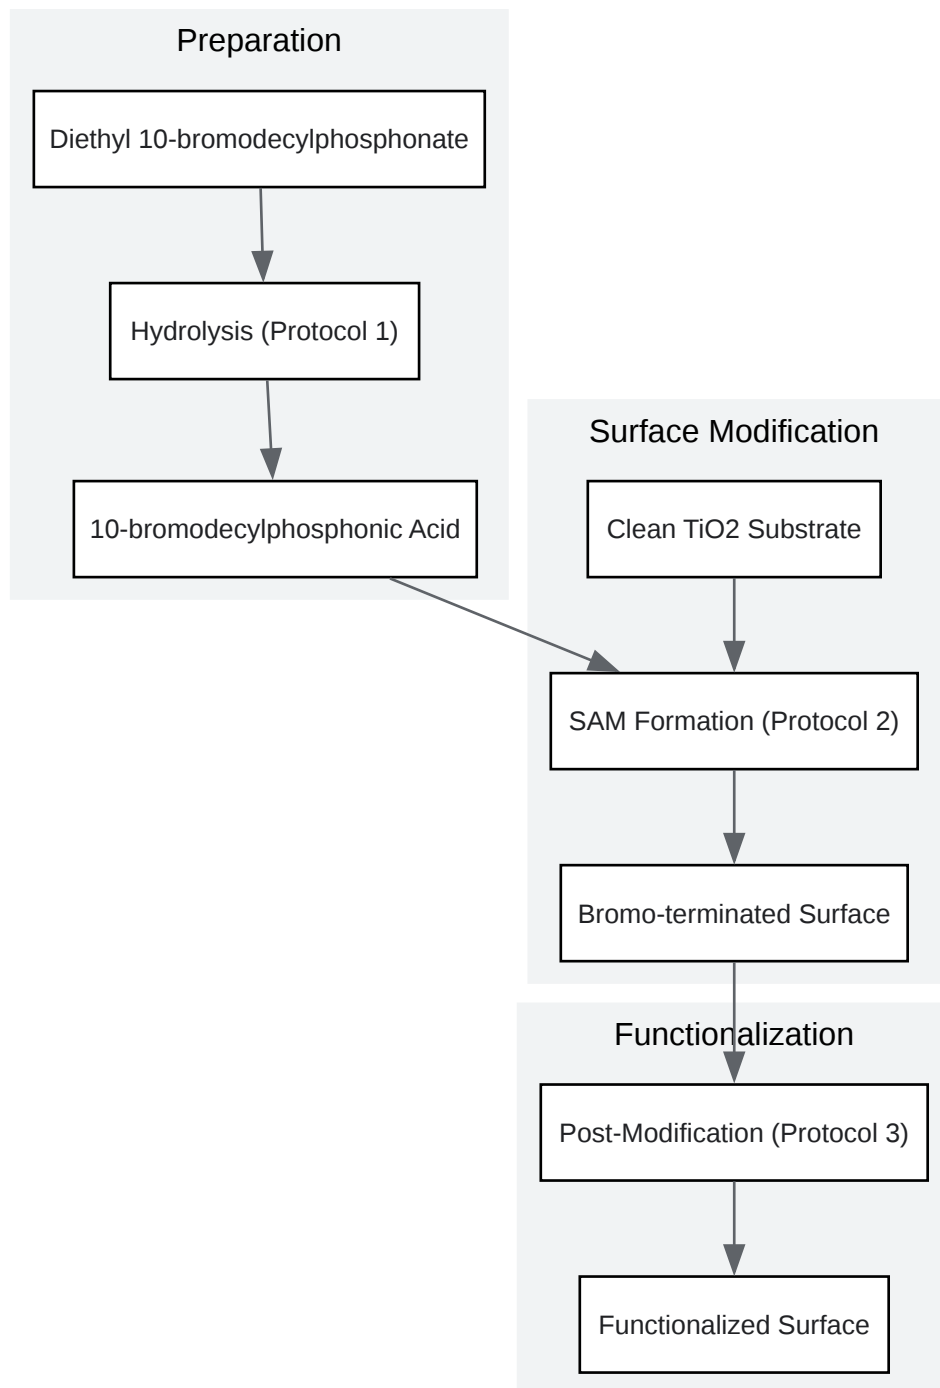 Preparation
Diethyl 10-bromodecylphosphonate
Hydrolysis (Protocol 1)
10-bromodecylphosphonic Acid
Surface Modification
Clean TiO2 Substrate
SAM Formation (Protocol 2)
Bromo-terminated Surface
Functionalization
Post-Modification (Protocol 3)
Functionalized Surface